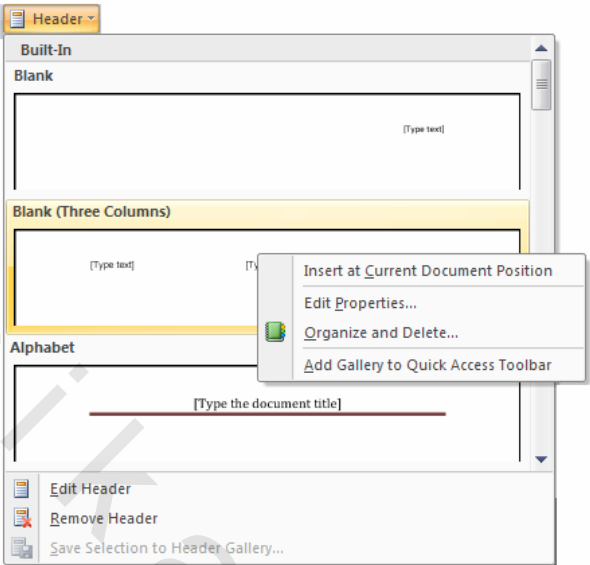 Header
Built-In
Blank
[Type text]
Blank (Three Columns)
[Type text]
Insert at Current Document Position
Edit Properties...
Organize and Delete...
Add Gallery to Quick Access Toolbar
Alphabet
[Type the document title]
Edit Header
Remove Header
Save Selection to Header Gallery...